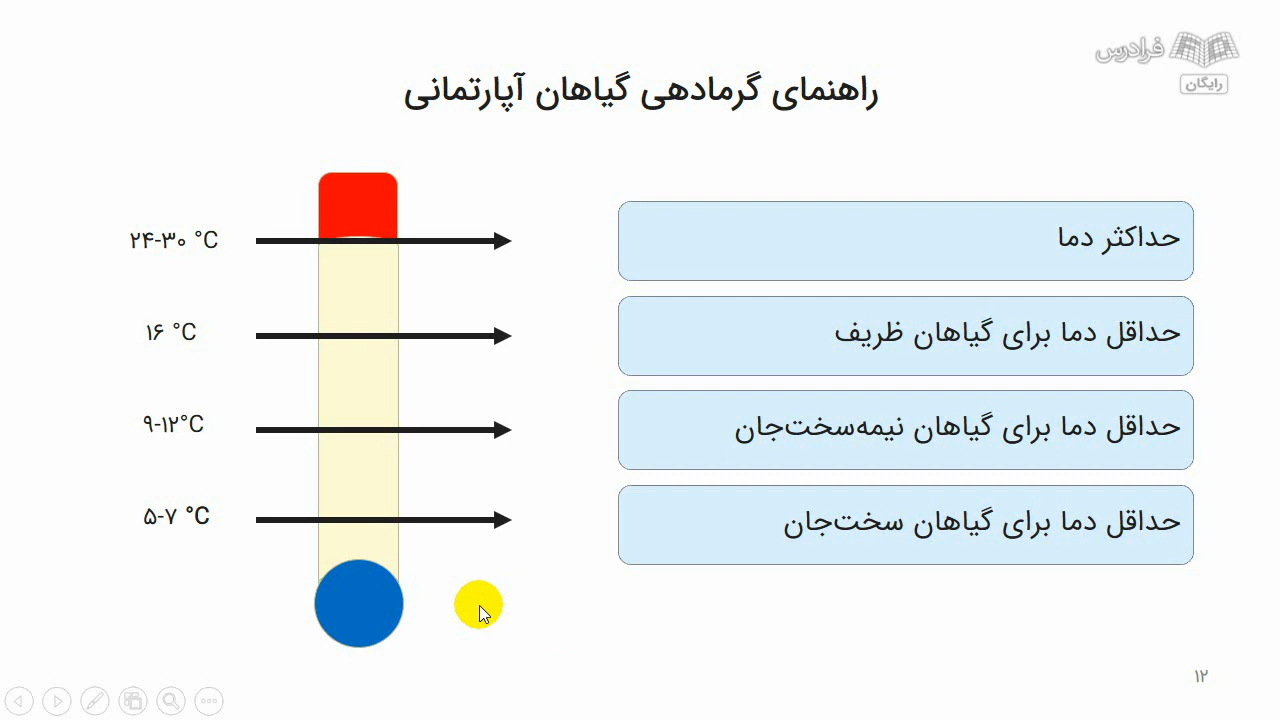 فرادرس
رایگان
راهنمای گرمادهی گیاهان آپارتمانی
حداکثر دما
۲۴-۳۰ °C
حداقل دما برای گیاهان ظریف
۱۶ °C
حداقل دما برای گیاهان نیمه‌سخت‌جان
۹-۱۲°C
حداقل دما برای گیاهان سخت‌جان
۵-۷ °C
۱۲